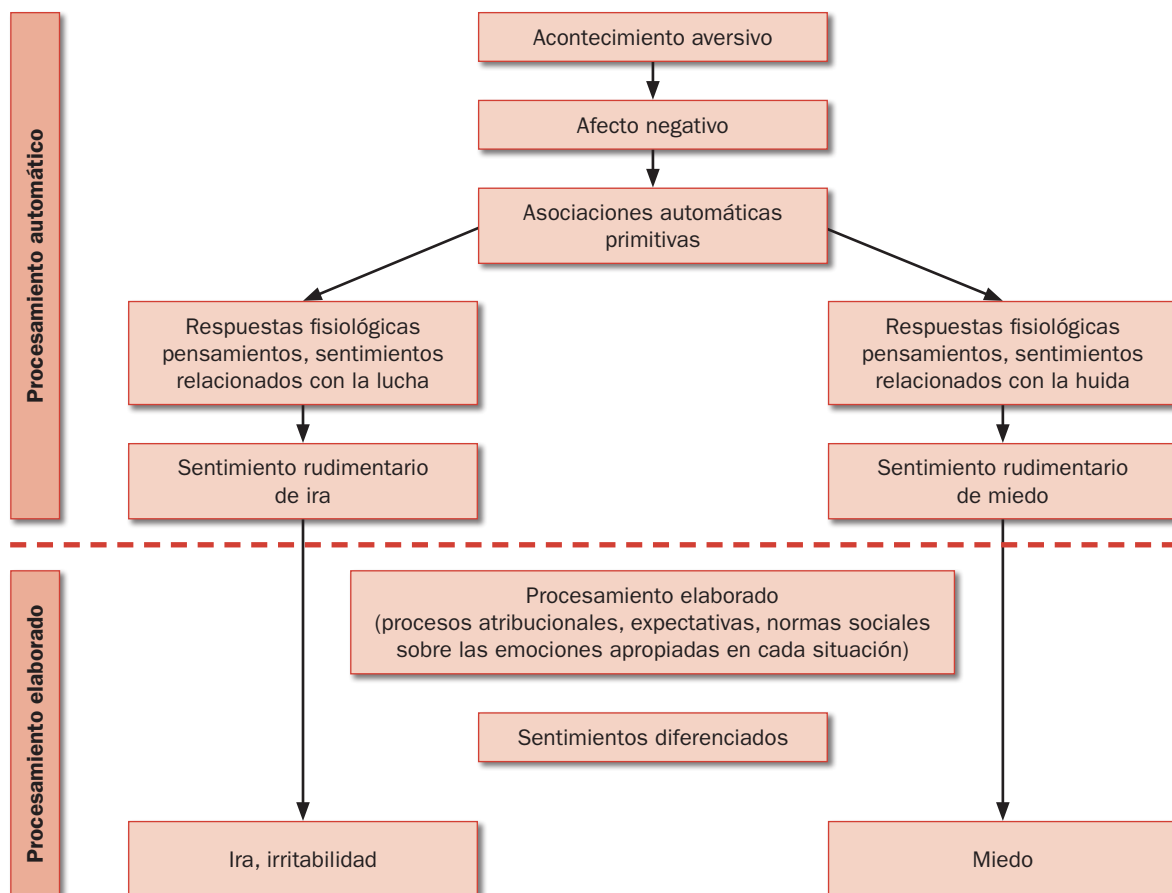 Procesamiento automático
Acontecimiento aversivo
Afecto negativo
Asociaciones automáticas
primitivas
Respuestas fisiológicas
pensamientos, sentimientos
relacionados con la lucha
Respuestas fisiológicas
pensamientos, sentimientos
relacionados con la huida
Sentimiento rudimentario
de ira
Sentimiento rudimentario
de miedo
Procesamiento elaborado
Procesamiento elaborado
(procesos atribucionales, expectativas, normas sociales
sobre las emociones apropiadas en cada situación)
Sentimientos diferenciados
Ira, irritabilidad
Miedo